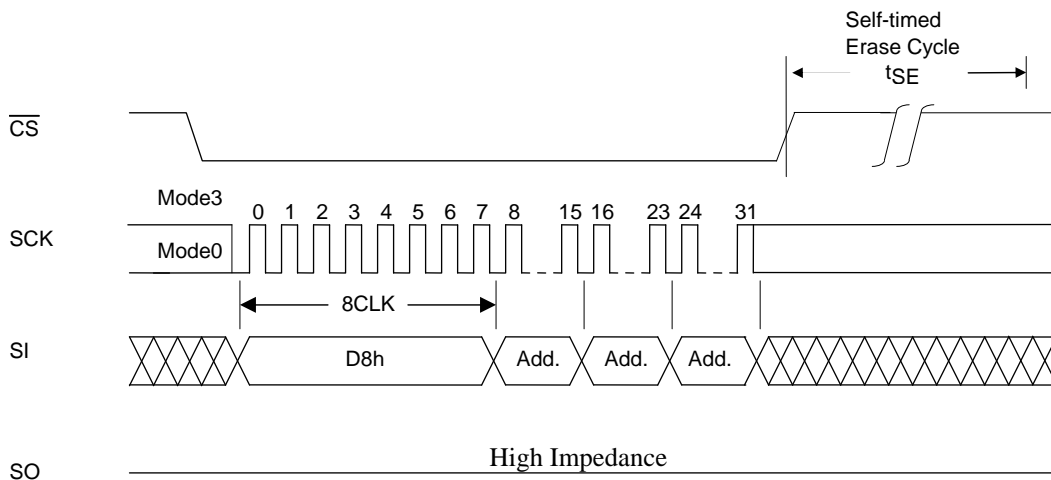 Self-timed
Erase Cycle
tSE
CS
Mode3
0 1 2 3 4 5 6 7 8 15 16 23 24 31
SCK
Mode0
8CLK
SI
D8h Add. Add. Add.
High Impedance
SO